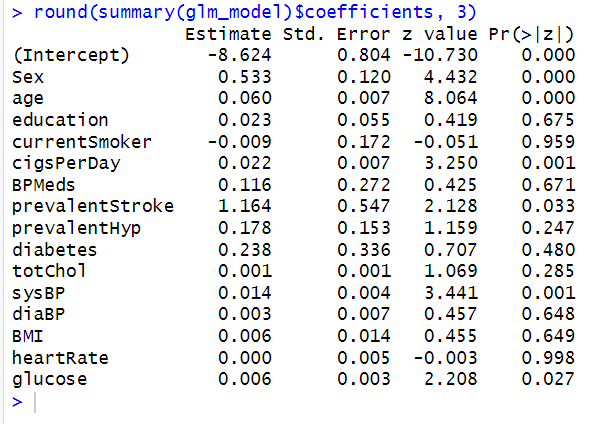 > round(summary(glm_model)$coefficients, 3)
Estimate Std. Error z value Pr(>|z|)
(Intercept) -8.624 0.804 -10.730 0.000
Sex 0.533 0.120 4.432 0.000
age 0.060 0.007 8.064 0.000
education 0.023 0.055 0.419 0.675
currentSmoker -0.009 0.172 -0.051 0.959
cigsPerDay 0.022 0.007 3.250 0.001
BPMeds 0.116 0.272 0.425 0.671
prevalentStroke 1.164 0.547 2.128 0.033
prevalentHyp 0.178 0.153 1.159 0.247
diabetes 0.238 0.336 0.707 0.480
totChol 0.001 0.001 1.069 0.285
sysBP 0.014 0.004 3.441 0.001
diaBP 0.003 0.007 0.457 0.648
BMI 0.006 0.014 0.455 0.649
heartRate 0.000 0.005 -0.003 0.998
glucose 0.006 0.003 2.208 0.027
>